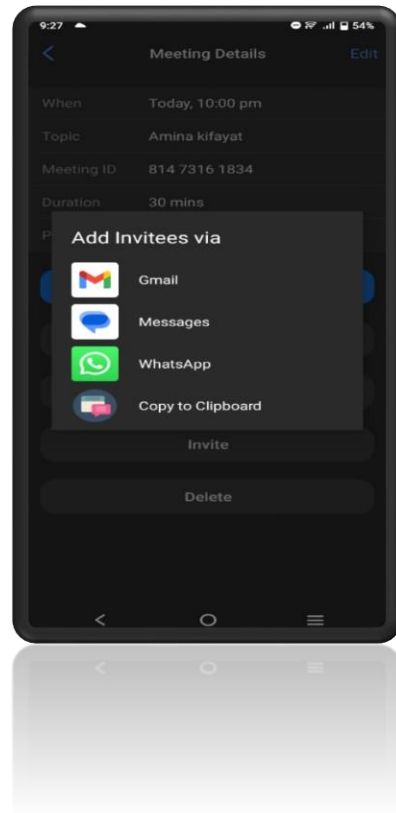 9:27 54%
Meeting Details Edit
When Today, 10:00 pm
Topic Amina kifayat
Meeting ID 814 7316 1834
Duration 30 mins
P
Add Invitees via
Gmail
Messages
WhatsApp
Copy to Clipboard
Invite
Delete